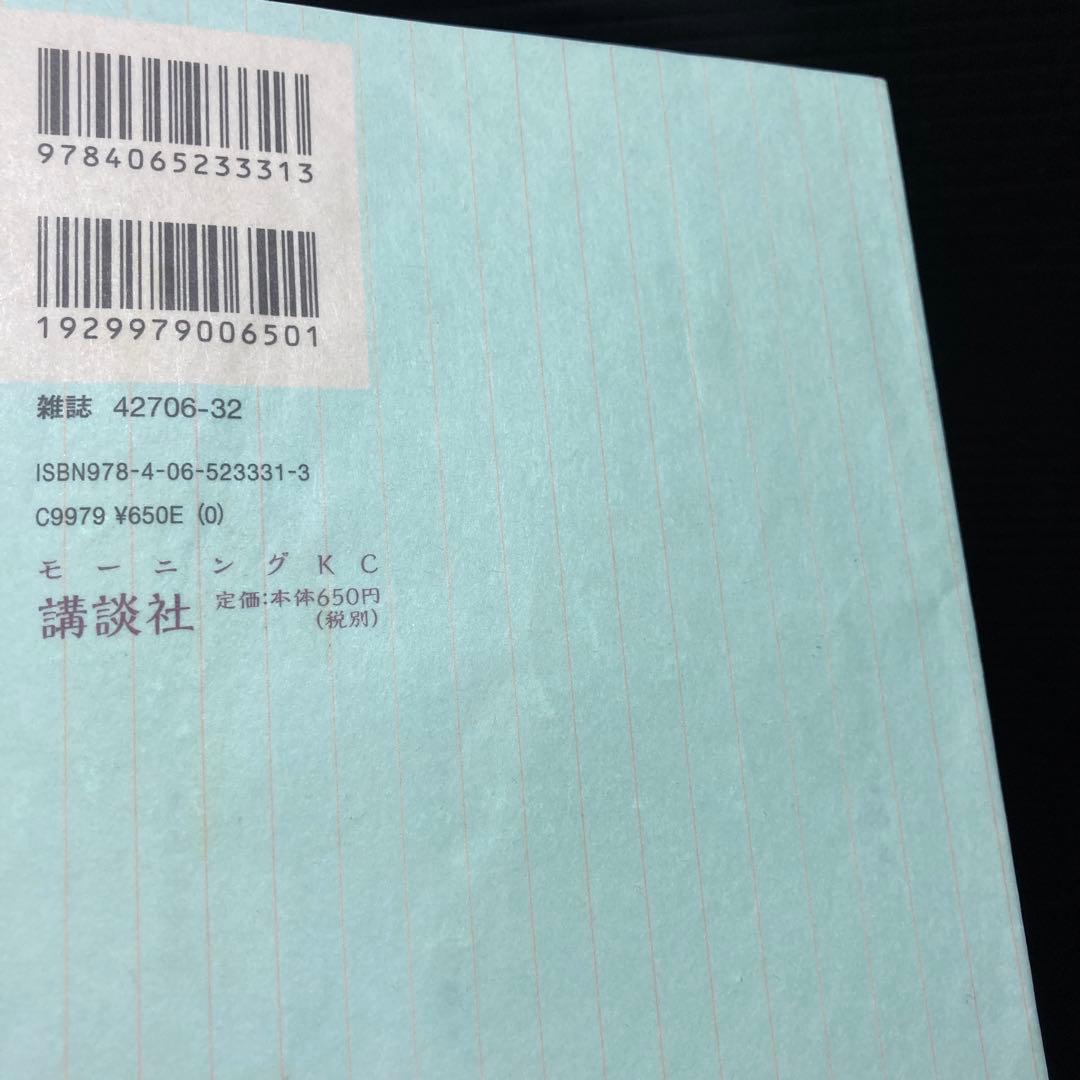 9784065233313
1929979006501
雑誌 42706-32
ISBN978-4-06-523331-3
C9979 ¥650E (0)
モーニングKC
講談社 定価:本体650円
(税別)